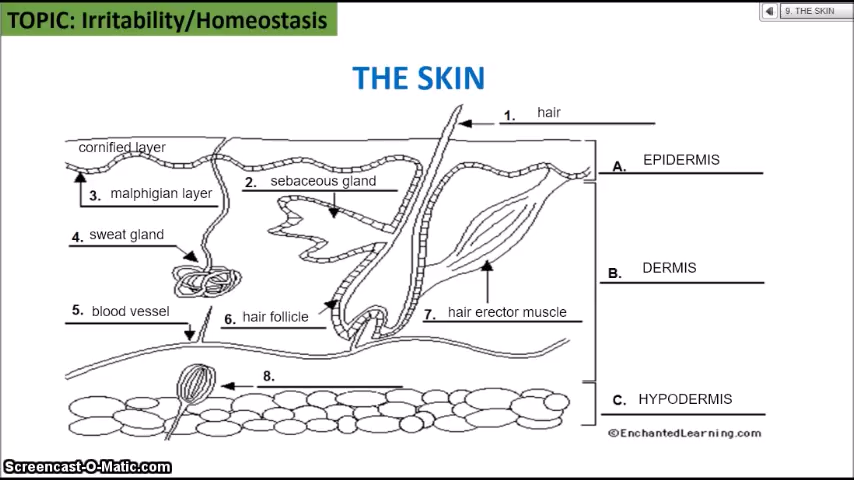 TOPIC: Irritability/Homeostasis
9. THE SKIN
THE SKIN
1. hair
cornified layer
A. EPIDERMIS
2. sebaceous gland
3. malphigian layer
4. sweat gland
B. DERMIS
5. blood vessel
6. hair follicle
7. hair erector muscle
8.
C. HYPODERMIS
©EnchantedLearning.com
Screencast-O-Matic.com